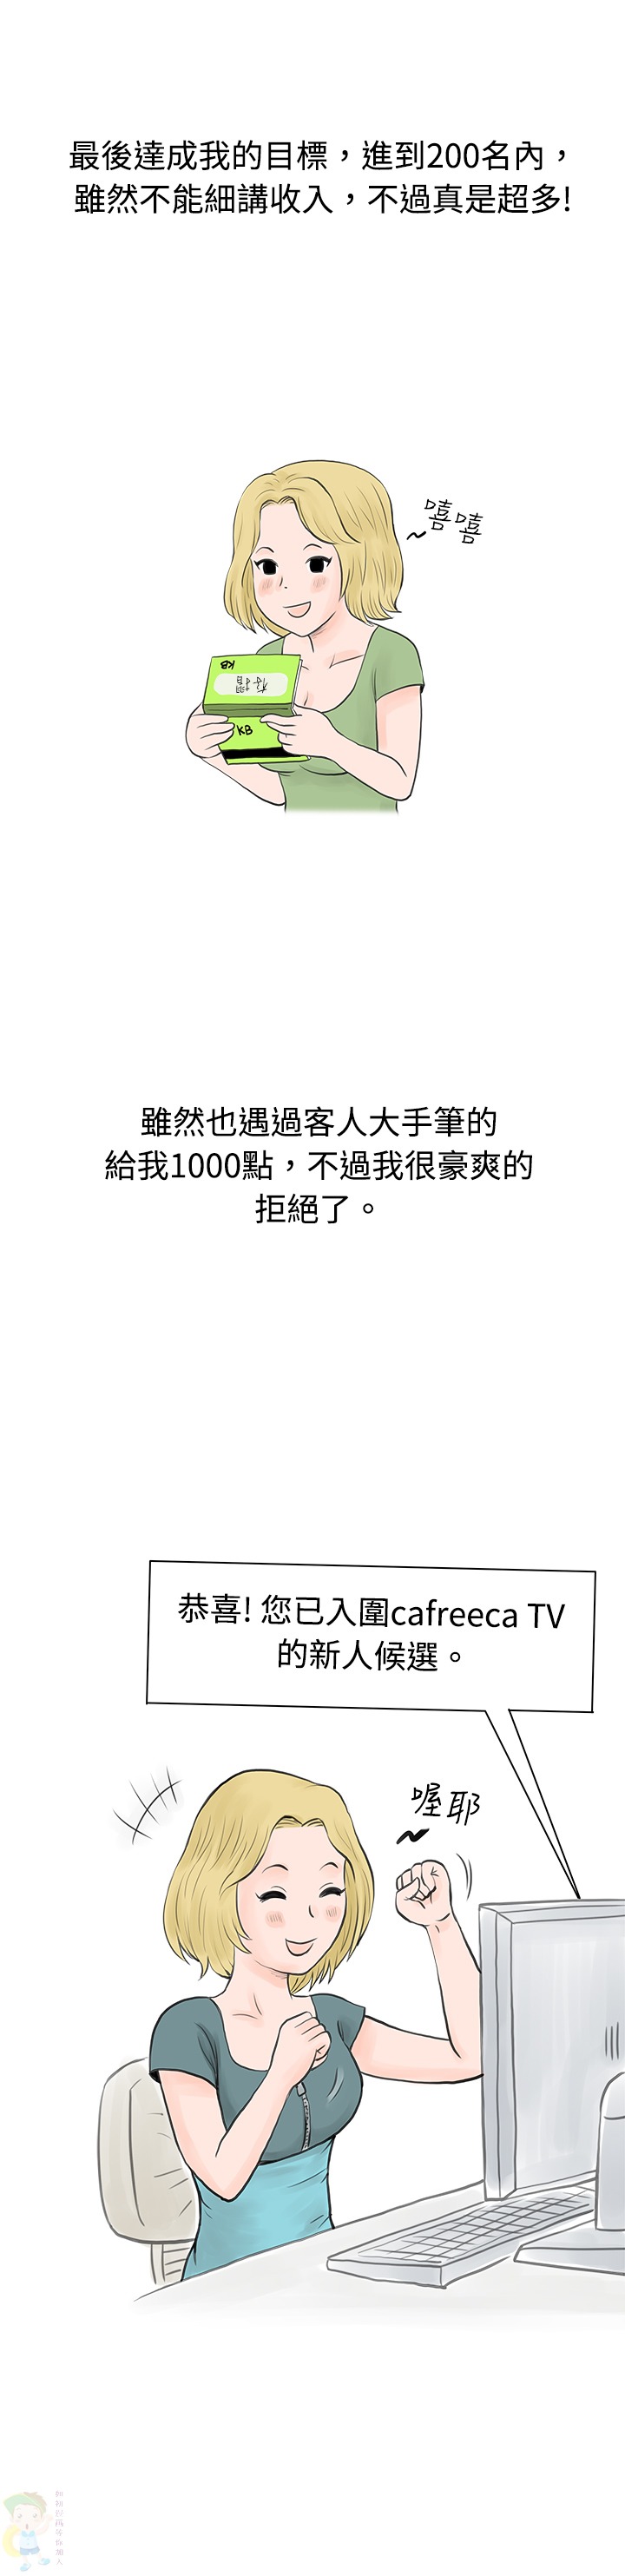 最後達成我的目標，進到200名內，
雖然不能細講收入，不過真是超多!
嘻嘻
KB
存摺
KB
雖然也遇過客人大手筆的
給我1000點，不過我很豪爽的
拒絕了。
恭喜! 您已入圍cafreeca TV
的新人候選。
喔耶